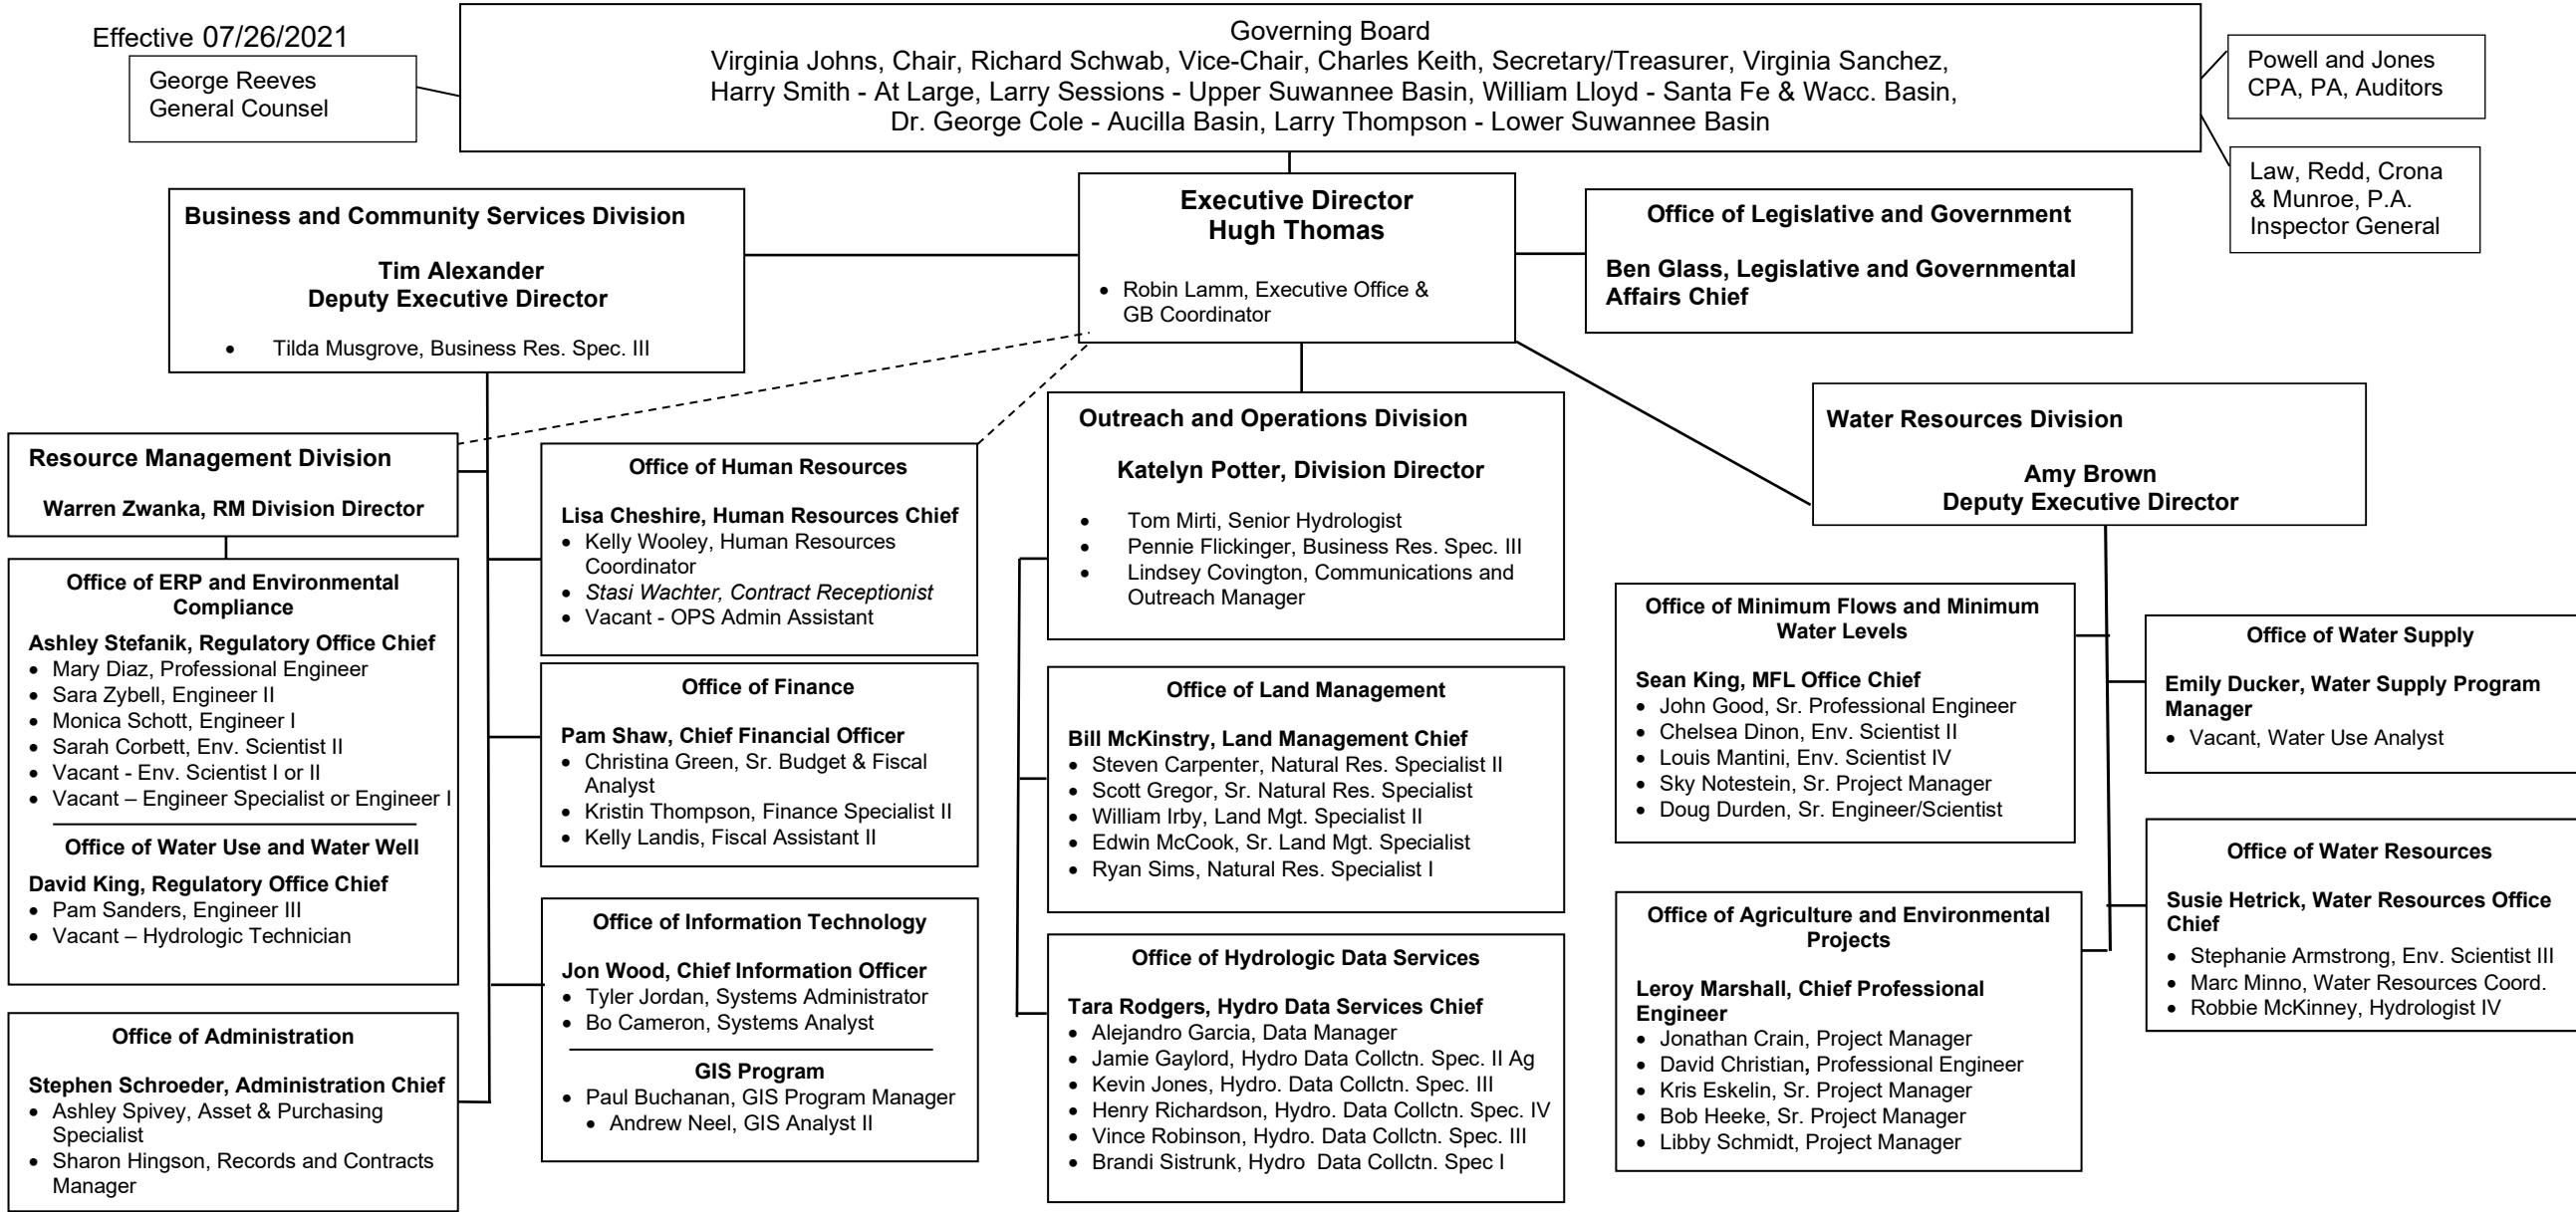 Effective 07/26/2021
George Reeves
General Counsel
Governing Board
Virginia Johns, Chair, Richard Schwab, Vice-Chair, Charles Keith, Secretary/Treasurer, Virginia Sanchez,
Harry Smith - At Large, Larry Sessions - Upper Suwannee Basin, William Lloyd - Santa Fe & Wacc. Basin,
Dr. George Cole - Aucilla Basin, Larry Thompson - Lower Suwannee Basin
Powell and Jones
CPA, PA, Auditors
Law, Redd, Crona
& Munroe, P.A.
Inspector General
Business and Community Services Division
Tim Alexander
Deputy Executive Director
• Tilda Musgrove, Business Res. Spec. III
Executive Director
Hugh Thomas
• Robin Lamm, Executive Office &
GB Coordinator
Office of Legislative and Government
Ben Glass, Legislative and Governmental
Affairs Chief
Resource Management Division
Warren Zwanka, RM Division Director
Office of ERP and Environmental
Compliance
Ashley Stefanik, Regulatory Office Chief
• Mary Diaz, Professional Engineer
• Sara Zybell, Engineer II
• Monica Schott, Engineer I
• Sarah Corbett, Env. Scientist II
• Vacant - Env. Scientist I or II
• Vacant – Engineer Specialist or Engineer I
Office of Water Use and Water Well
David King, Regulatory Office Chief
• Pam Sanders, Engineer III
• Vacant – Hydrologic Technician
Office of Administration
Stephen Schroeder, Administration Chief
• Ashley Spivey, Asset & Purchasing
Specialist
• Sharon Hingson, Records and Contracts
Manager
Office of Human Resources
Lisa Cheshire, Human Resources Chief
• Kelly Wooley, Human Resources
Coordinator
• Stasi Wachter, Contract Receptionist
• Vacant - OPS Admin Assistant
Office of Finance
Pam Shaw, Chief Financial Officer
• Christina Green, Sr. Budget & Fiscal
Analyst
• Kristin Thompson, Finance Specialist II
• Kelly Landis, Fiscal Assistant II
Office of Information Technology
Jon Wood, Chief Information Officer
• Tyler Jordan, Systems Administrator
• Bo Cameron, Systems Analyst
GIS Program
• Paul Buchanan, GIS Program Manager
• Andrew Neel, GIS Analyst II
Outreach and Operations Division
Katelyn Potter, Division Director
• Tom Mirti, Senior Hydrologist
• Pennie Flickinger, Business Res. Spec. III
• Lindsey Covington, Communications and
Outreach Manager
Office of Land Management
Bill McKinstry, Land Management Chief
• Steven Carpenter, Natural Res. Specialist II
• Scott Gregor, Sr. Natural Res. Specialist
• William Irby, Land Mgt. Specialist II
• Edwin McCook, Sr. Land Mgt. Specialist
• Ryan Sims, Natural Res. Specialist I
Office of Hydrologic Data Services
Tara Rodgers, Hydro Data Services Chief
• Alejandro Garcia, Data Manager
• Jamie Gaylord, Hydro Data Collctn. Spec. II Ag
• Kevin Jones, Hydro. Data Collctn. Spec. III
• Henry Richardson, Hydro. Data Collctn. Spec. IV
• Vince Robinson, Hydro. Data Collctn. Spec. III
• Brandi Sistrunk, Hydro Data Collctn. Spec I
Water Resources Division
Amy Brown
Deputy Executive Director
Office of Minimum Flows and Minimum
Water Levels
Sean King, MFL Office Chief
• John Good, Sr. Professional Engineer
• Chelsea Dinon, Env. Scientist II
• Louis Mantini, Env. Scientist IV
• Sky Notestein, Sr. Project Manager
• Doug Durden, Sr. Engineer/Scientist
Office of Agriculture and Environmental
Projects
Leroy Marshall, Chief Professional
Engineer
• Jonathan Crain, Project Manager
• David Christian, Professional Engineer
• Kris Eskelin, Sr. Project Manager
• Bob Heeke, Sr. Project Manager
• Libby Schmidt, Project Manager
Office of Water Supply
Emily Ducker, Water Supply Program
Manager
• Vacant, Water Use Analyst
Office of Water Resources
Susie Hetrick, Water Resources Office
Chief
• Stephanie Armstrong, Env. Scientist III
• Marc Minno, Water Resources Coord.
• Robbie McKinney, Hydrologist IV